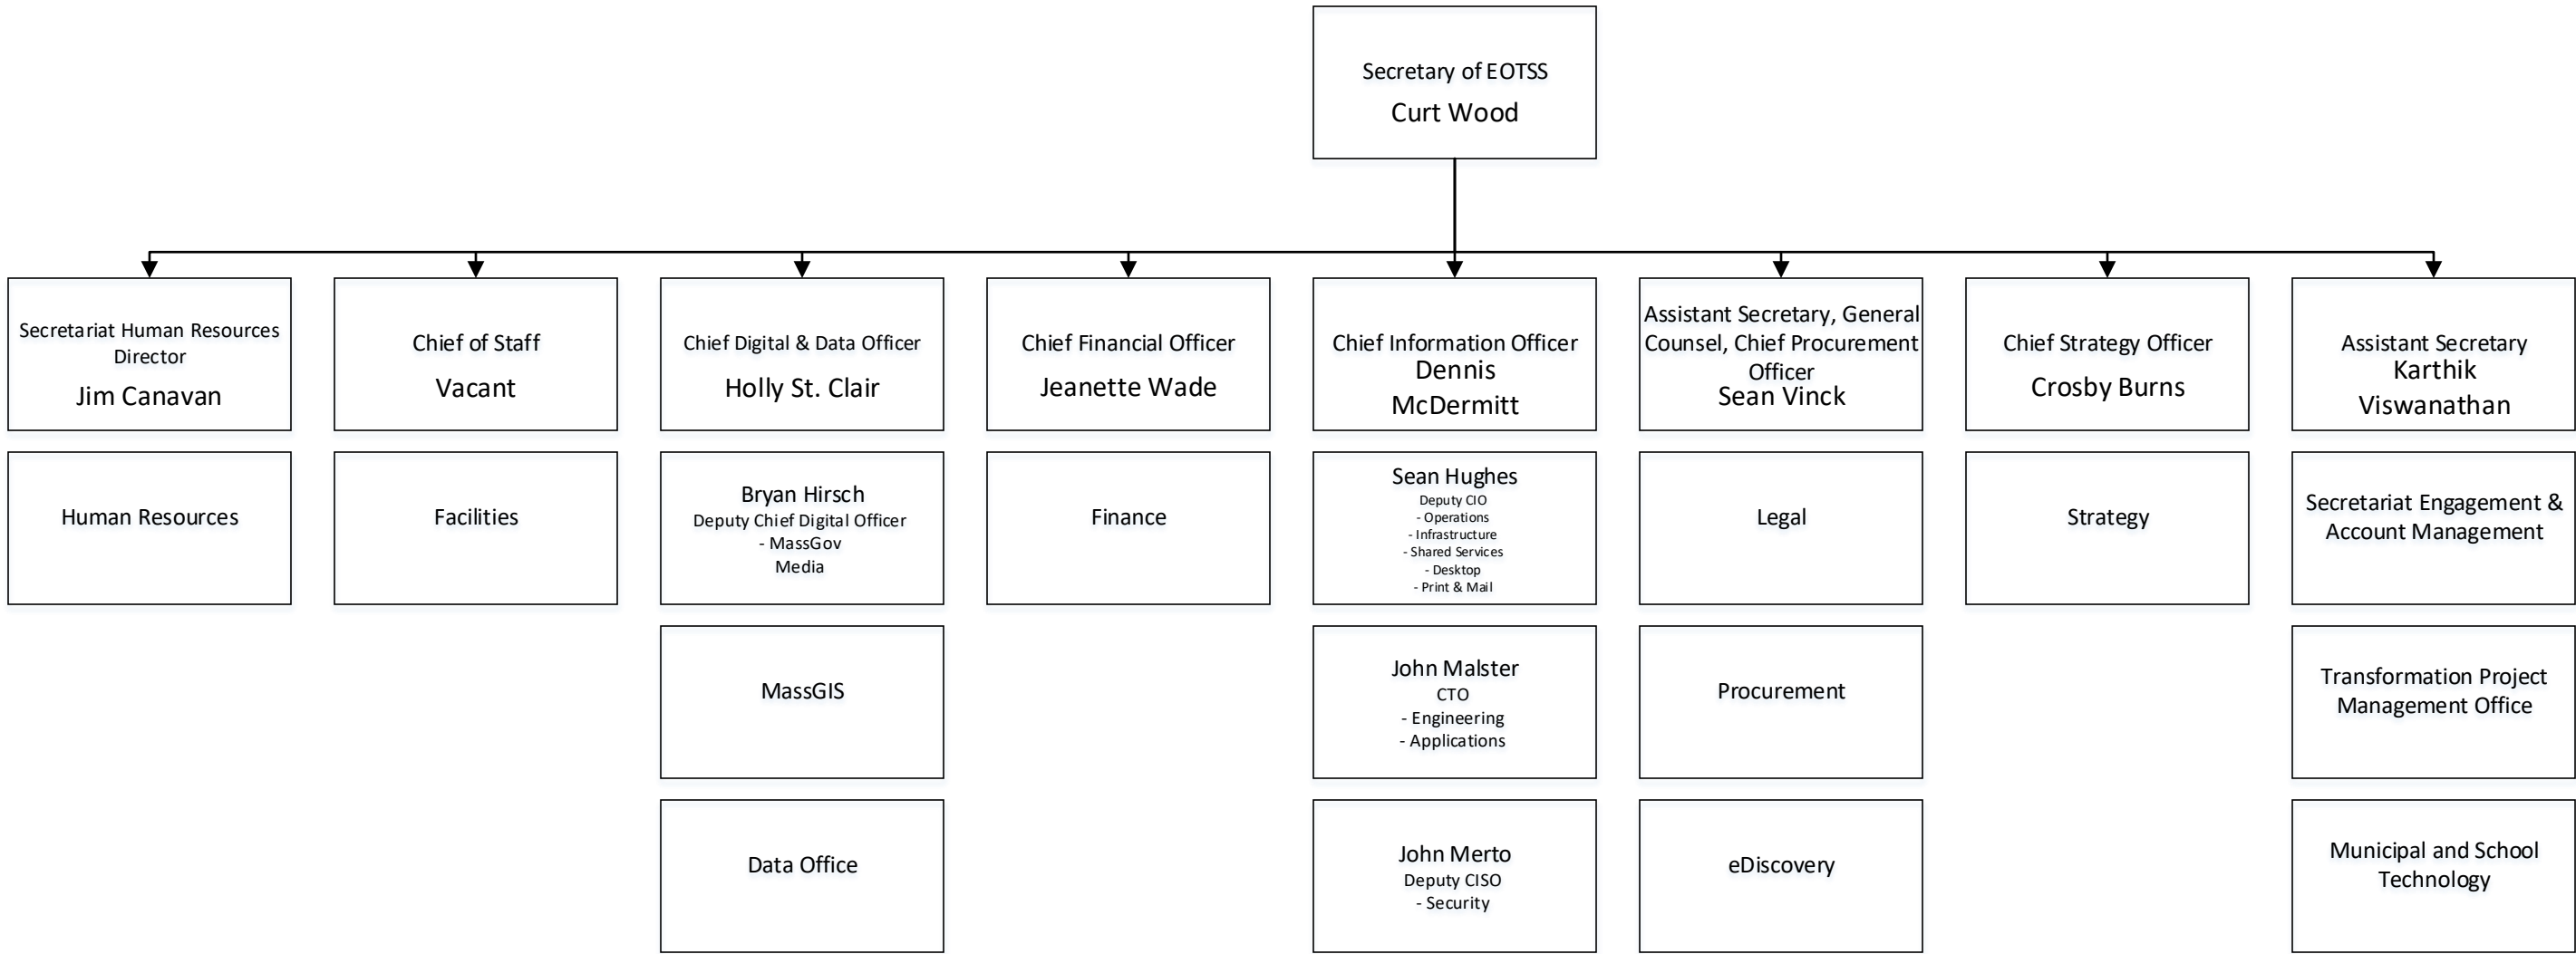 Secretary of EOTSS
Curt Wood
Secretariat Human Resources
Director
Jim Canavan
Chief of Staff
Vacant
Chief Digital & Data Officer
Holly St. Clair
Chief Financial Officer
Jeanette Wade
Chief Information Officer
Dennis
McDermitt
Assistant Secretary, General
Counsel, Chief Procurement
Officer
Sean Vinck
Chief Strategy Officer
Crosby Burns
Assistant Secretary
Karthik
Viswanathan
Human Resources
Facilities
Bryan Hirsch
Deputy Chief Digital Officer
- MassGov
Media
Finance
Sean Hughes
Deputy CIO
- Operations
- Infrastructure
- Shared Services
- Desktop
- Print & Mail
Legal
Strategy
Secretariat Engagement &
Account Management
MassGIS
John Malster
CTO
- Engineering
- Applications
Procurement
Transformation Project
Management Office
Data Office
John Merto
Deputy CISO
- Security
eDiscovery
Municipal and School
Technology